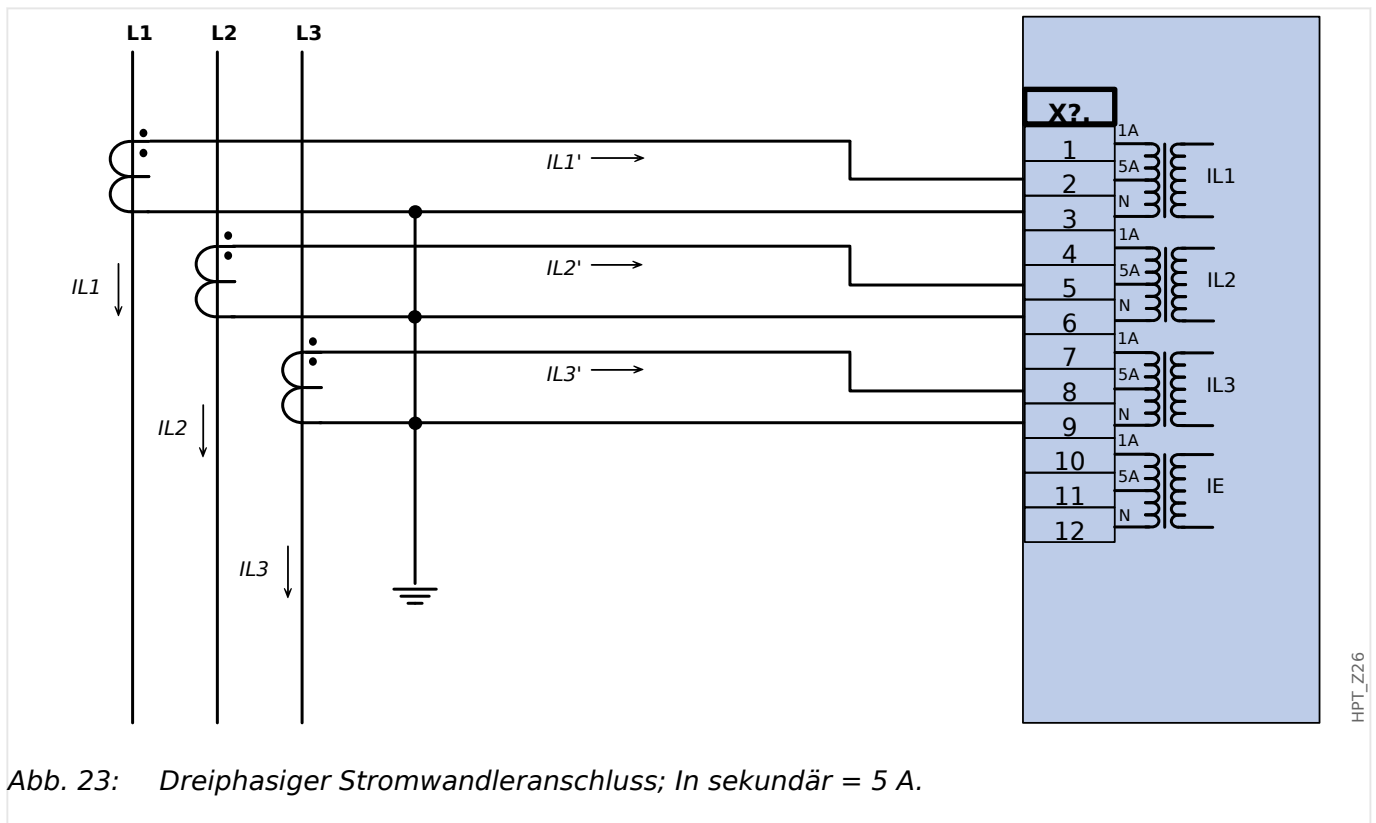 L1 L2 L3
X?.
1A
1
IL1'
5A
IL1
2
N
3
1A
4
IL2'
5A
IL2
IL1
5
N
6
1A
7
IL3'
5A
IL3
8
N
IL2
9
1A
10
5A
IE
11
N
12
IL3
HPT_Z26
Abb. 23: Dreiphasiger Stromwandleranschluss; In sekundär = 5 A.